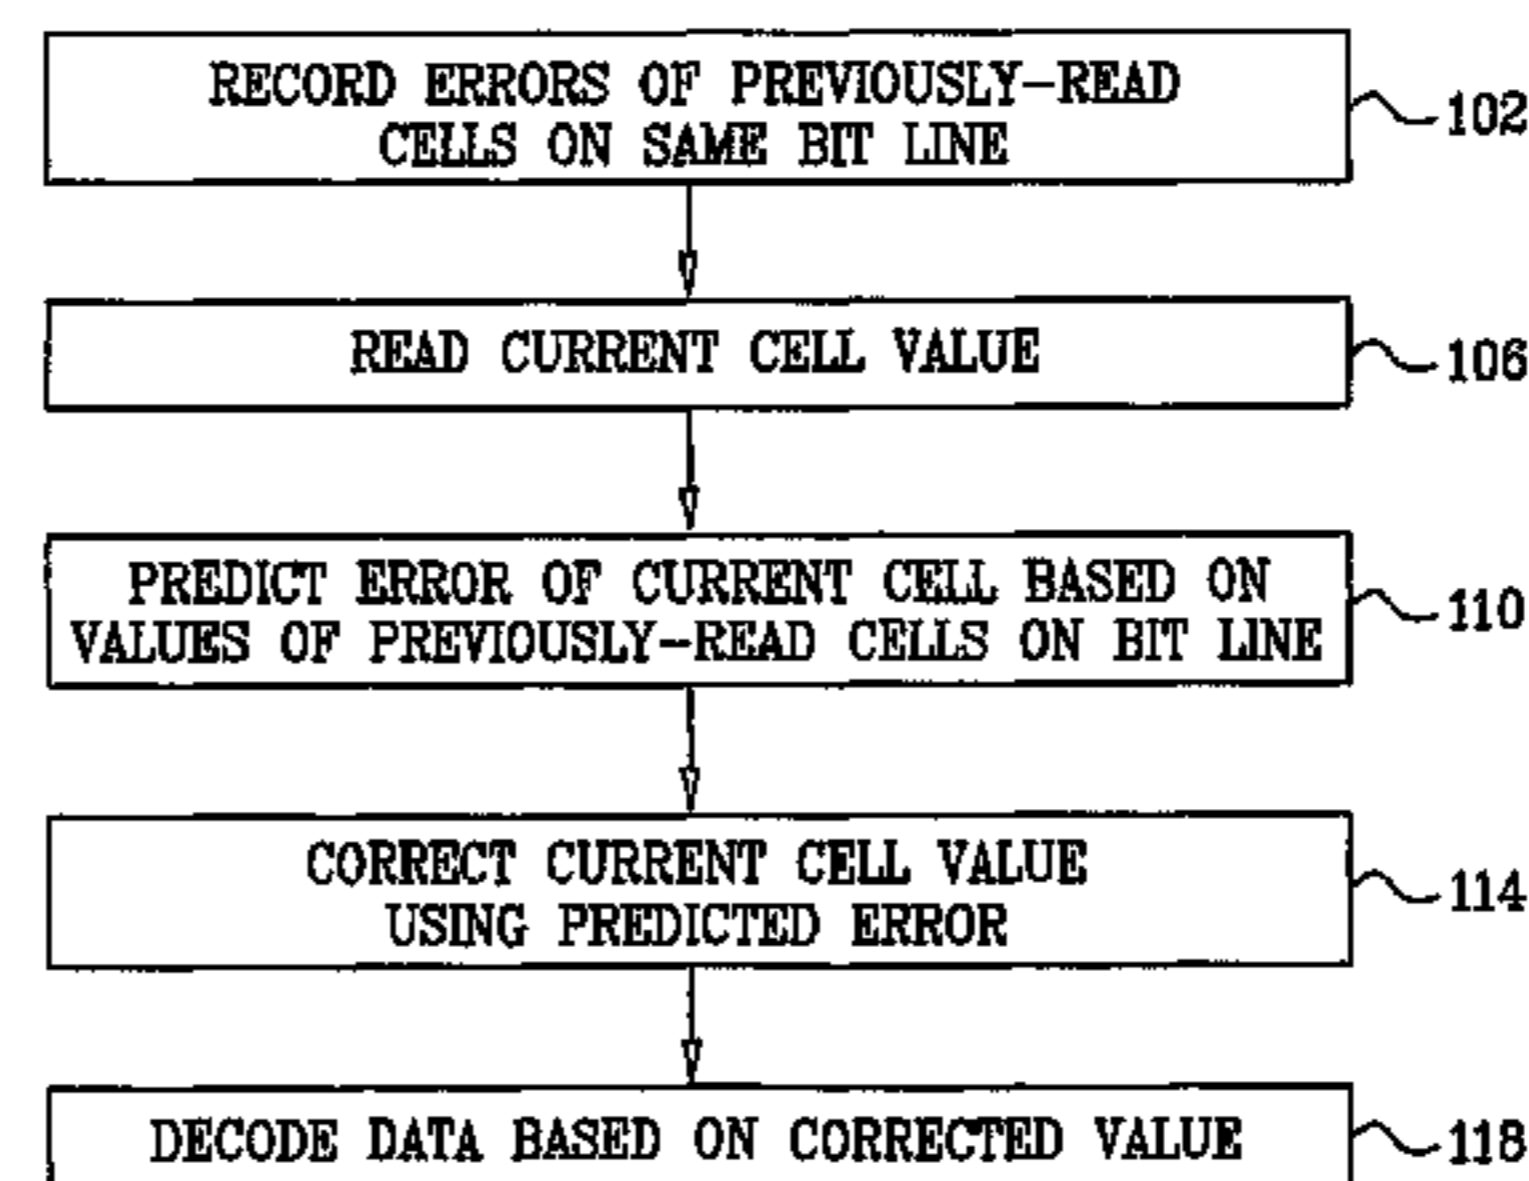 RECORD ERRORS OF PREVIOUSLY-READ
CELLS ON SAME BIT LINE
102
READ CURRENT CELL VALUE
106
PREDICT ERROR OF CURRENT CELL BASED ON
VALUES OF PREVIOUSLY-READ CELLS ON BIT LINE
110
CORRECT CURRENT CELL VALUE
USING PREDICTED ERROR
114
DECODE DATA BASED ON CORRECTED VALUE
118